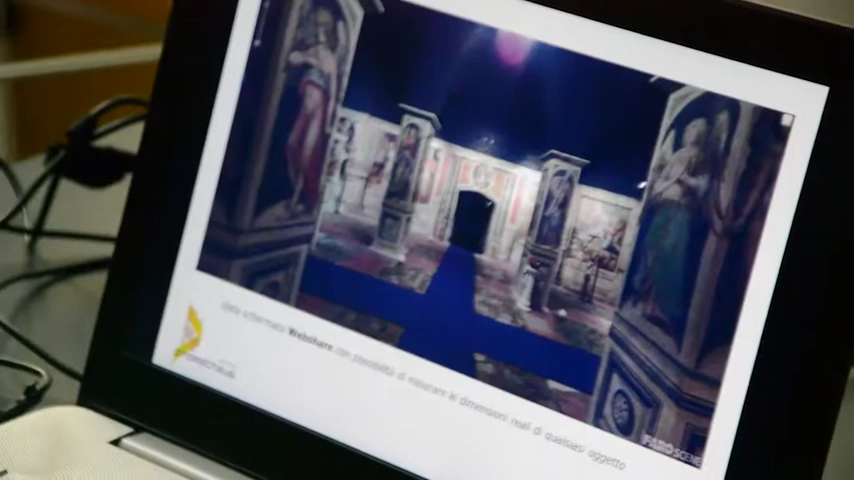 FARO SCENE
vista schermata Webshare con possibilità di misurare le dimensioni reali di qualsiasi oggetto